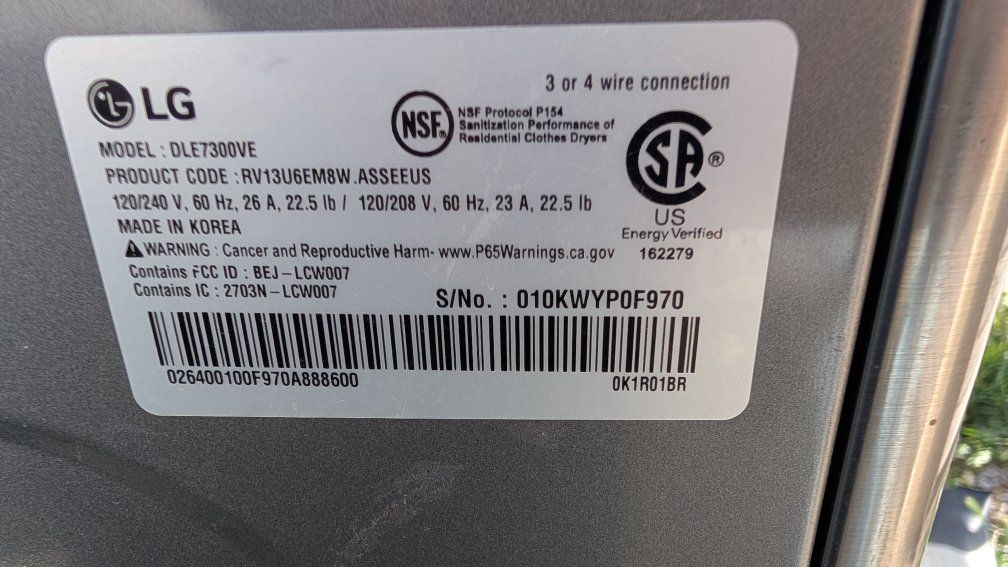 3 or 4 wire connection
LG
NSF®
NSF Protocol P154
Sanitization Performance of
Residential Clothes Dryers
SA®
US
Energy Verified
162279
MODEL : DLE7300VE
PRODUCT CODE : RV13U6EM8W.ASSEEUS
120/240 V, 60 Hz, 26 A, 22.5 lb / 120/208 V, 60 Hz, 23 A, 22.5 lb
MADE IN KOREA
WARNING : Cancer and Reproductive Harm- www.P65Warnings.ca.gov
Contains FCC ID : BEJ-LCW007
Contains IC : 2703N-LCW007
S/No. : 010KWYP0F970
026400100F970A888600
0K1R01BR